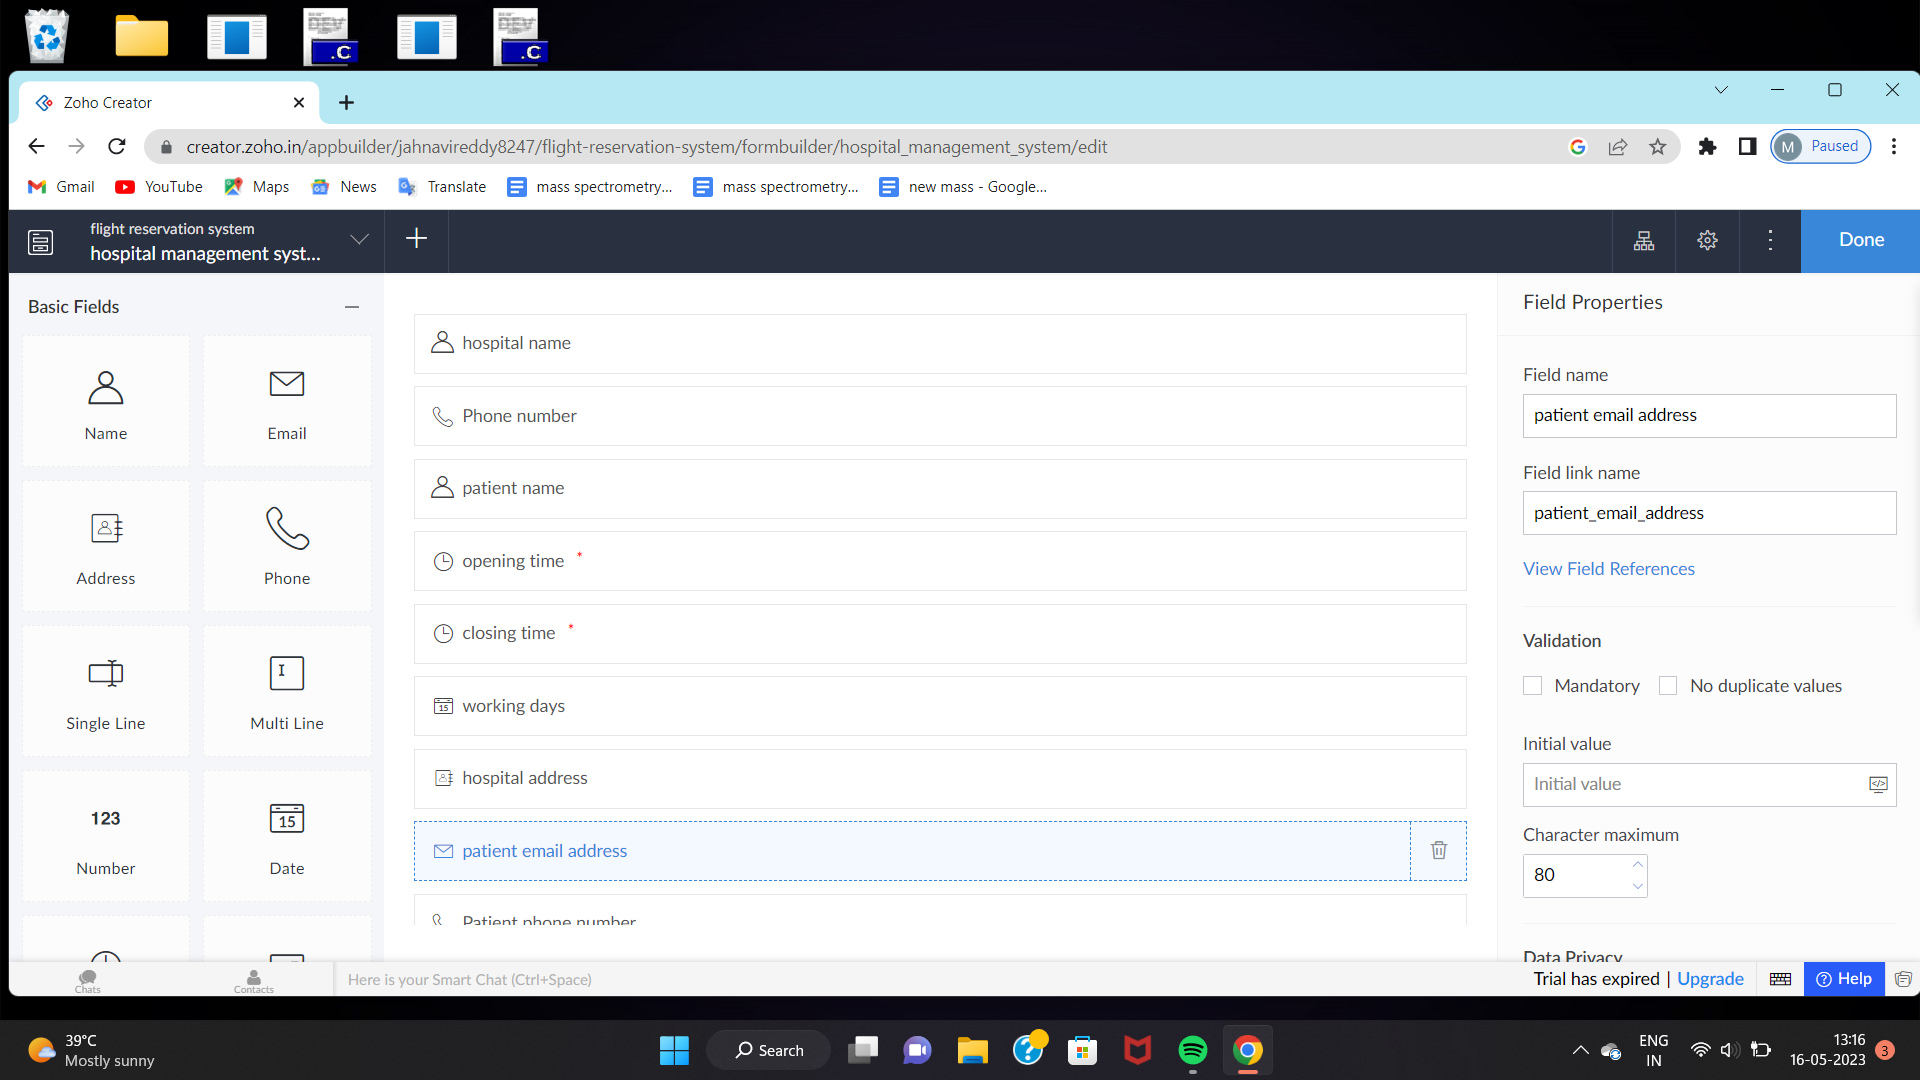 DEV
.C
DEV
.C
Zoho Creator
creator.zoho.in/appbuilder/jahnavireddy8247/flight-reservation-system/formbuilder/hospital_management_system/edit
M Paused
Gmail YouTube Maps News Translate mass spectrometry... mass spectrometry... new mass - Google...
flight reservation system
hospital management syst...
Done
Basic Fields
Name
Email
Address
Phone
Single Line
Multi Line
123
Number
15
Date
hospital name
Phone number
patient name
opening time *
closing time *
15 working days
hospital address
patient email address
Patient phone number
Field Properties
Field name
patient email address
Field link name
patient_email_address
View Field References
Validation
Mandatory No duplicate values
Initial value
Initial value
Character maximum
80
Data Privacy
Chats
Contacts
Here is your Smart Chat (Ctrl+Space)
Trial has expired | Upgrade
Help
39°C
Mostly sunny
Search
ENG
IN
13:16
16-05-2023
3